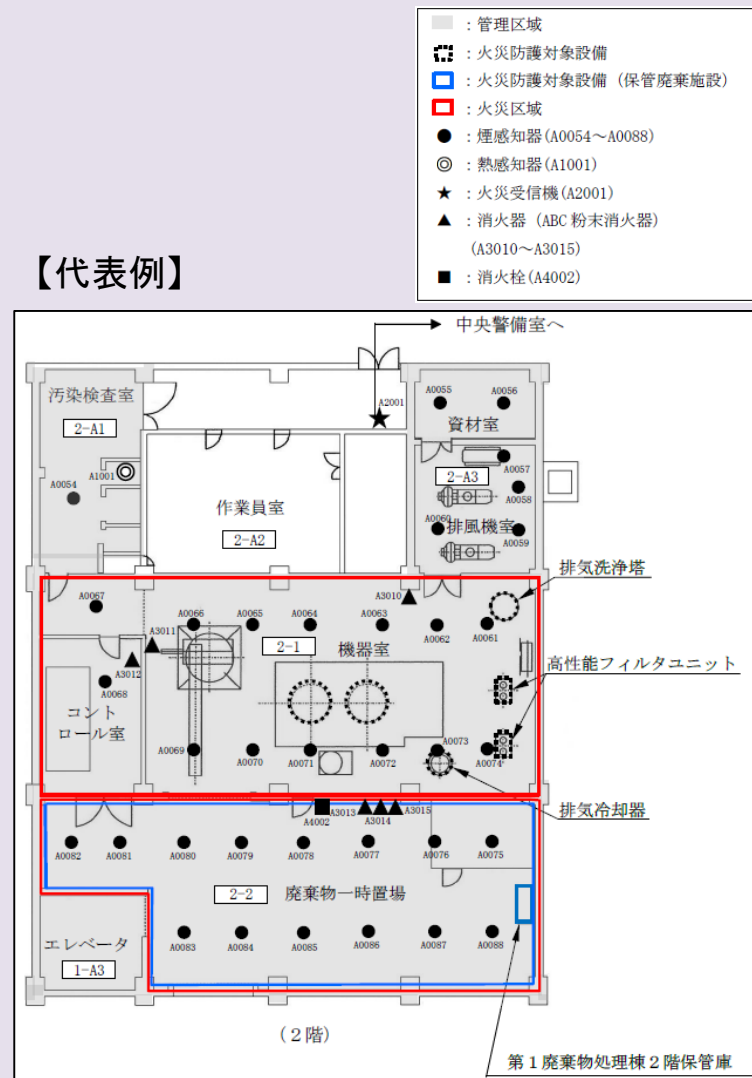 ：管理区域
：火災防護対象設備
：火災防護対象設備（保管廃棄施設）
：火災区域
：煙感知器(A0054～A0088)
：熱感知器(A1001)
：火災受信機(A2001)
：消火器（ABC 粉末消火器）
(A3010～A3015)
：消火栓(A4002)
【代表例】
中央警備室へ
汚染検査室
2-A1
A1001
A0054
作業員室
2-A2
A2001
A0055 A0056
資材室
A0057
2-A3
A0058
A0060
排風機室
A0059
排気洗浄塔
A0067
A0066 A0065 A0064 A0063 A3010 A0062 A0061
A3011
2-1 機器室
A3012
A0068
高性能フィルタユニット
コント
ロール室
A0069 A0070 A0071 A0072 A0073 A0074
排気冷却器
A4002 A3013 A3014 A3015
A0082 A0081 A0080 A0079 A0078 A0077 A0076 A0075
2-2 廃棄物一時置場
A0083 A0084 A0085 A0086 A0087 A0088
エレベータ
1-A3
(２階)
第１廃棄物処理棟２階保管庫